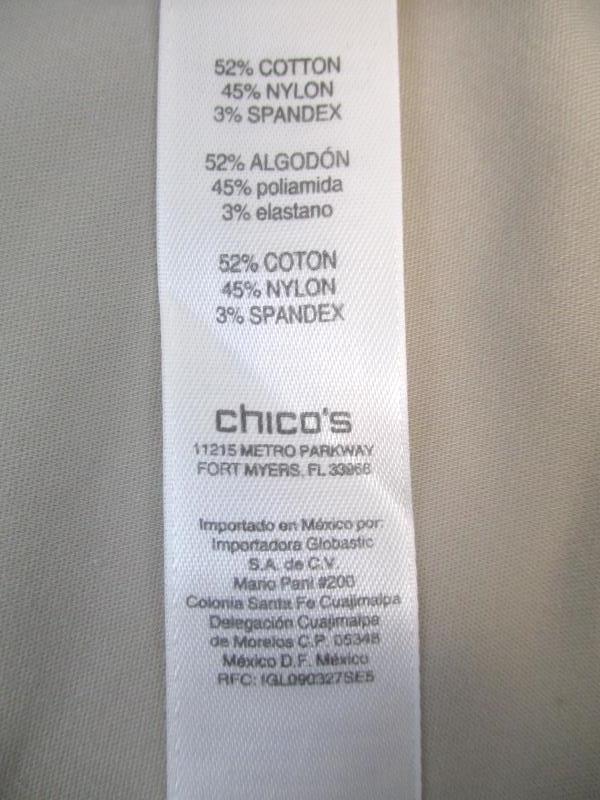 52% COTTON
45% NYLON
3% SPANDEX
52% ALGODÓN
45% poliamida
3% elastano
52% COTON
45% NYLON
3% SPANDEX
chico's
11215 METRO PARKWAY
FORT MYERS, FL 33966
Importado en México por:
Importadora Globastic
S.A. de C.V.
Mario Pani #200
Colonia Santa Fe Cuajimalpa
Delegación Cuajimalpa
de Morelos C.P. 05348
México D.F. México
RFC: IGL090327SE5